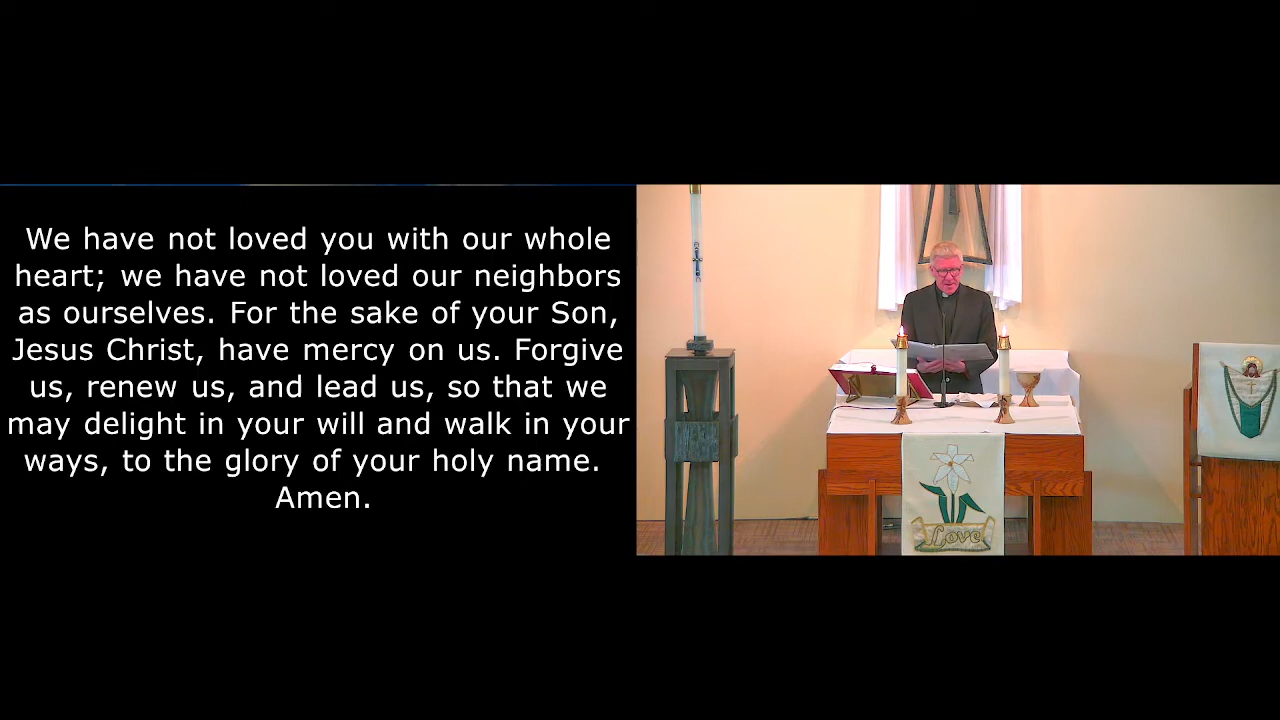 We have not loved you with our whole
heart; we have not loved our neighbors
as ourselves. For the sake of your Son,
Jesus Christ, have mercy on us. Forgive
us, renew us, and lead us, so that we
may delight in your will and walk in your
ways, to the glory of your holy name.
Amen.
Love